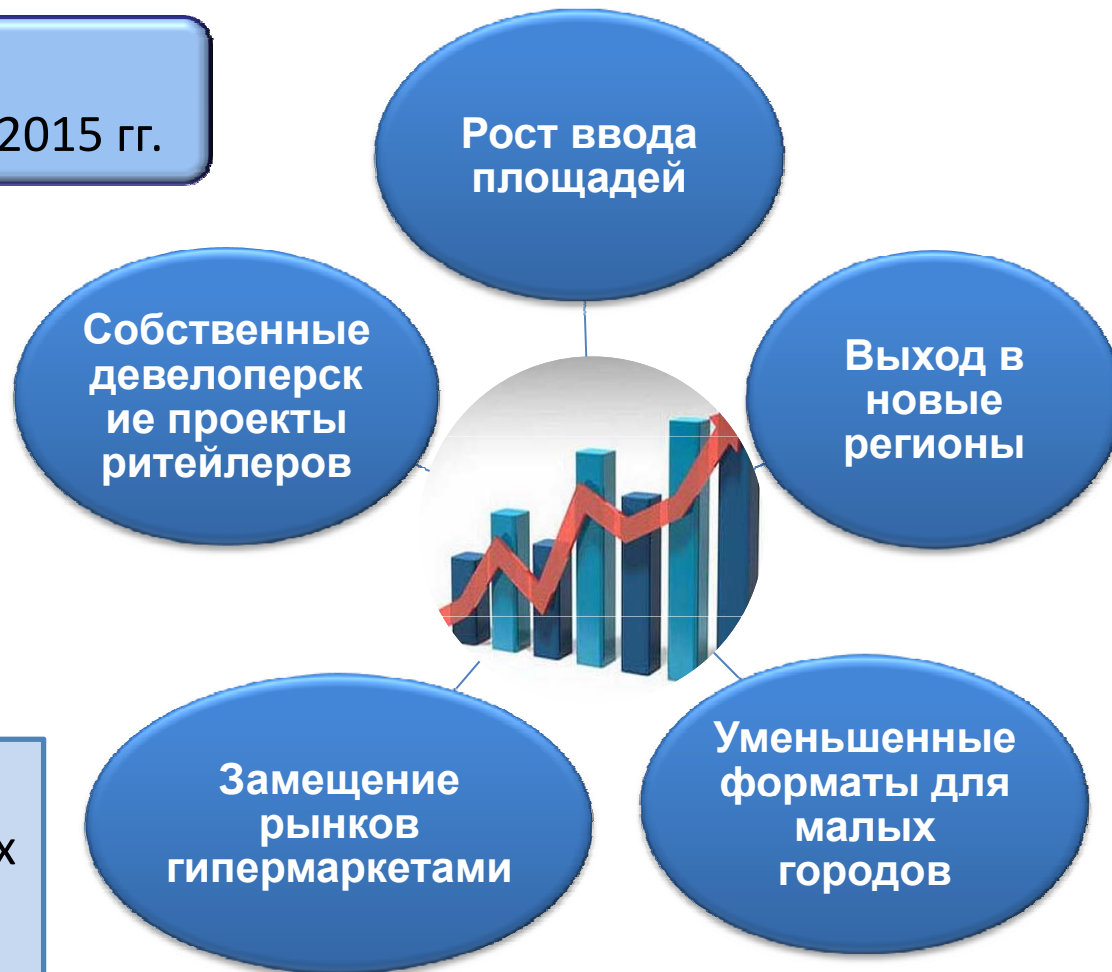 2015 гг.
Рост ввода
площадей
Собственные
девелоперск
ие проекты
ритейлеров
Выход в
новые
регионы
Замещение
рынков
гипермаркетами
Уменьшенные
форматы для
малых
городов
х